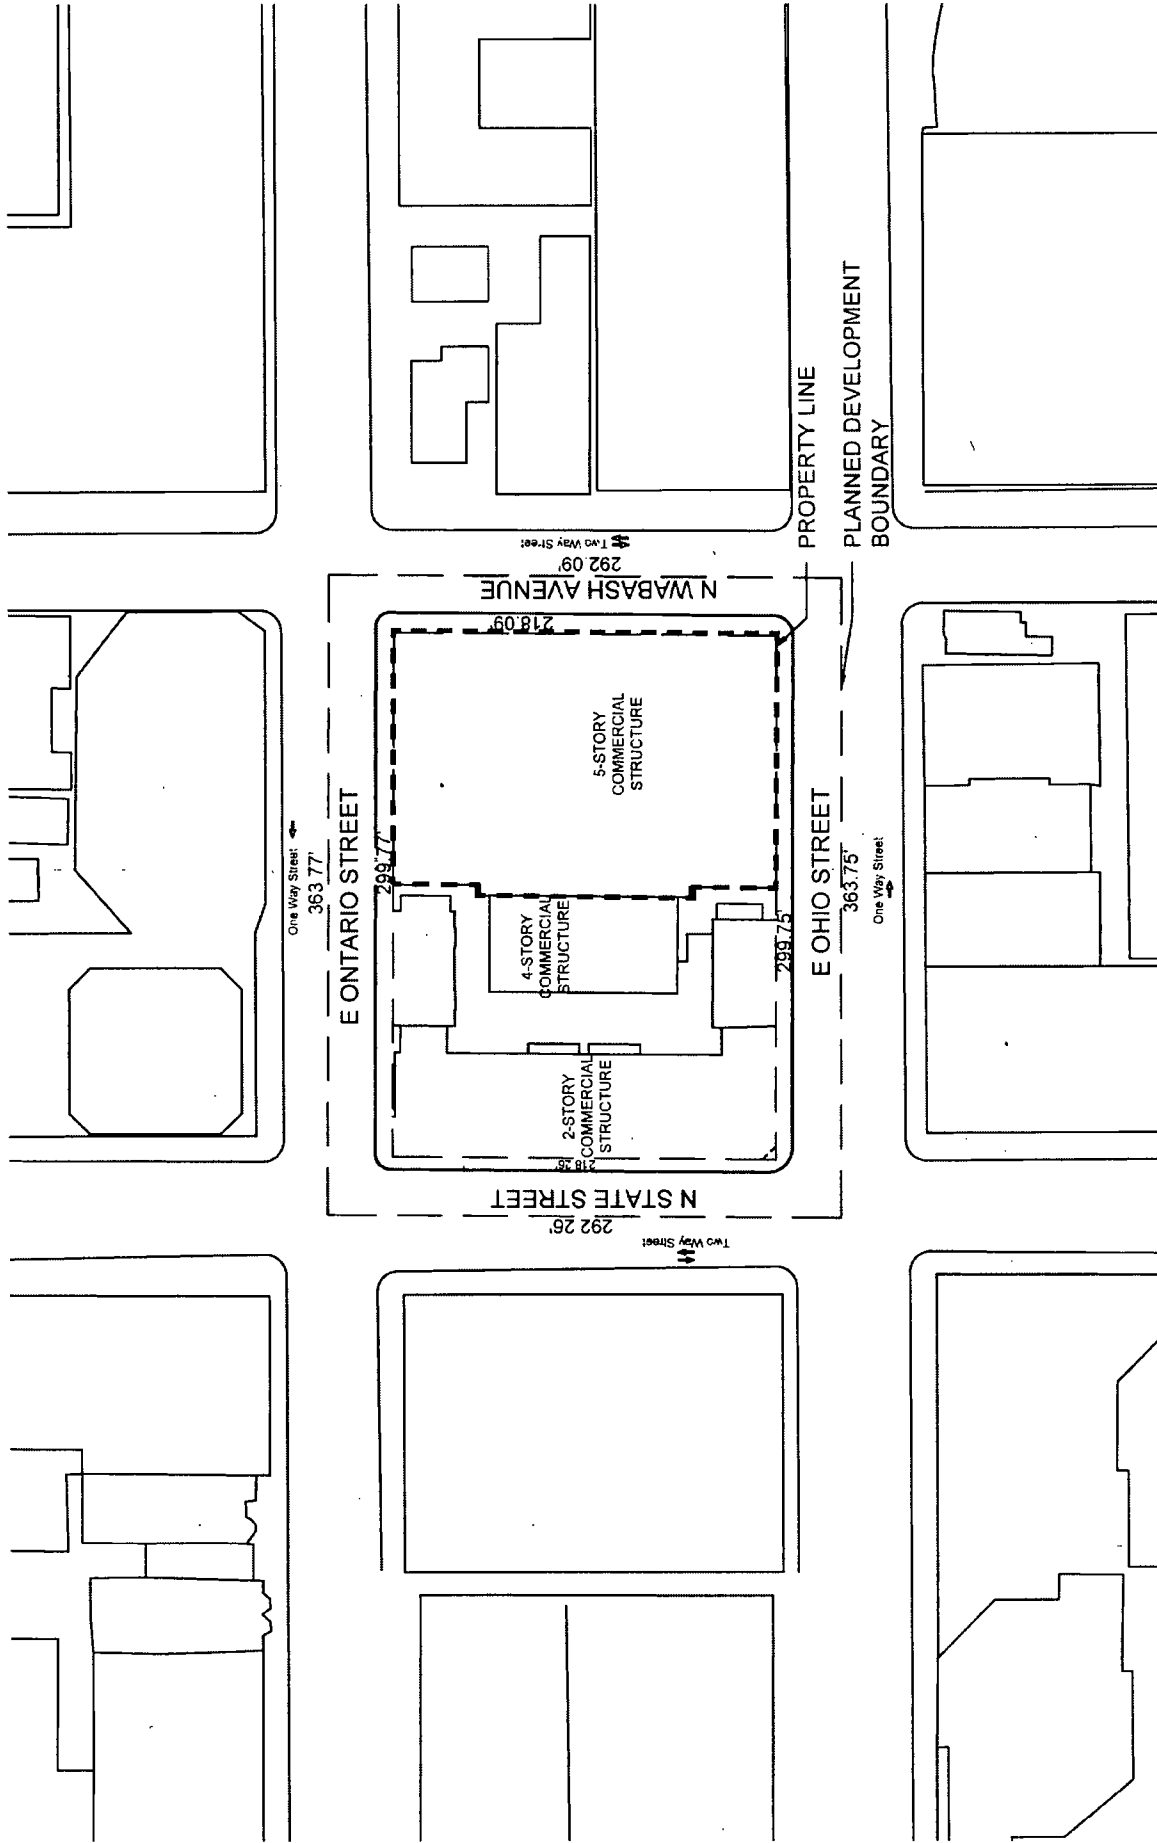 One Way Street
363 77'
E ONTARIO STREET
299.77'
N WABASH AVENUE
292.09'
Two Way Street
218.09'
5-STORY
COMMERCIAL
STRUCTURE
4-STORY
COMMERCIAL
STRUCTURE
2-STORY
COMMERCIAL
STRUCTURE
218.26'
N STATE STREET
292 26'
Two Way Street
299.75'
E OHIO STREET
363.75'
One Way Street
PROPERTY LINE
PLANNED DEVELOPMENT
BOUNDARY